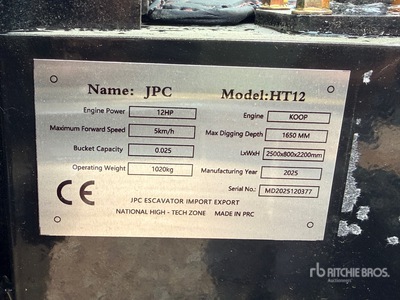 Name: JPC Model:HT12
Engine Power 12HP Engine KOOP
Maximum Forward Speed 5km/h Max Digging Depth 1650 MM
Bucket Capacity 0.025 LxWxH 2500x800x2200mm
Operating Weight 1020kg Manufacturing Year 2025
Serial No.: MD2025120377
CE
JPC ESCAVATOR IMPORT EXPORT
NATIONAL HIGH - TECH ZONE MADE IN PRC
rb RITCHIE BROS.
Auctioneers